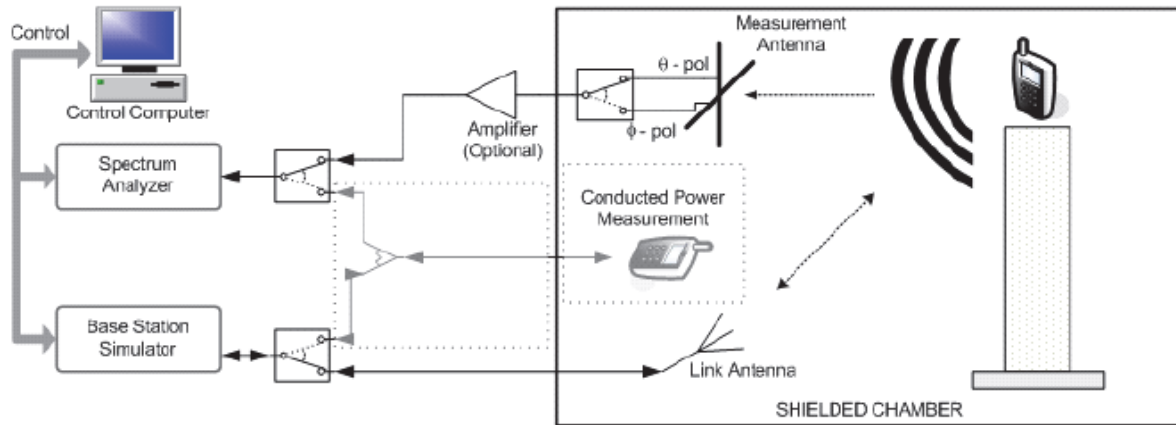 Control
Control Computer
Spectrum
Analyzer
Base Station
Simulator
Amplifier
(Optional)
θ - pol
ϕ - pol
Measurement
Antenna
Conducted Power
Measurement
Link Antenna
SHIELDED CHAMBER